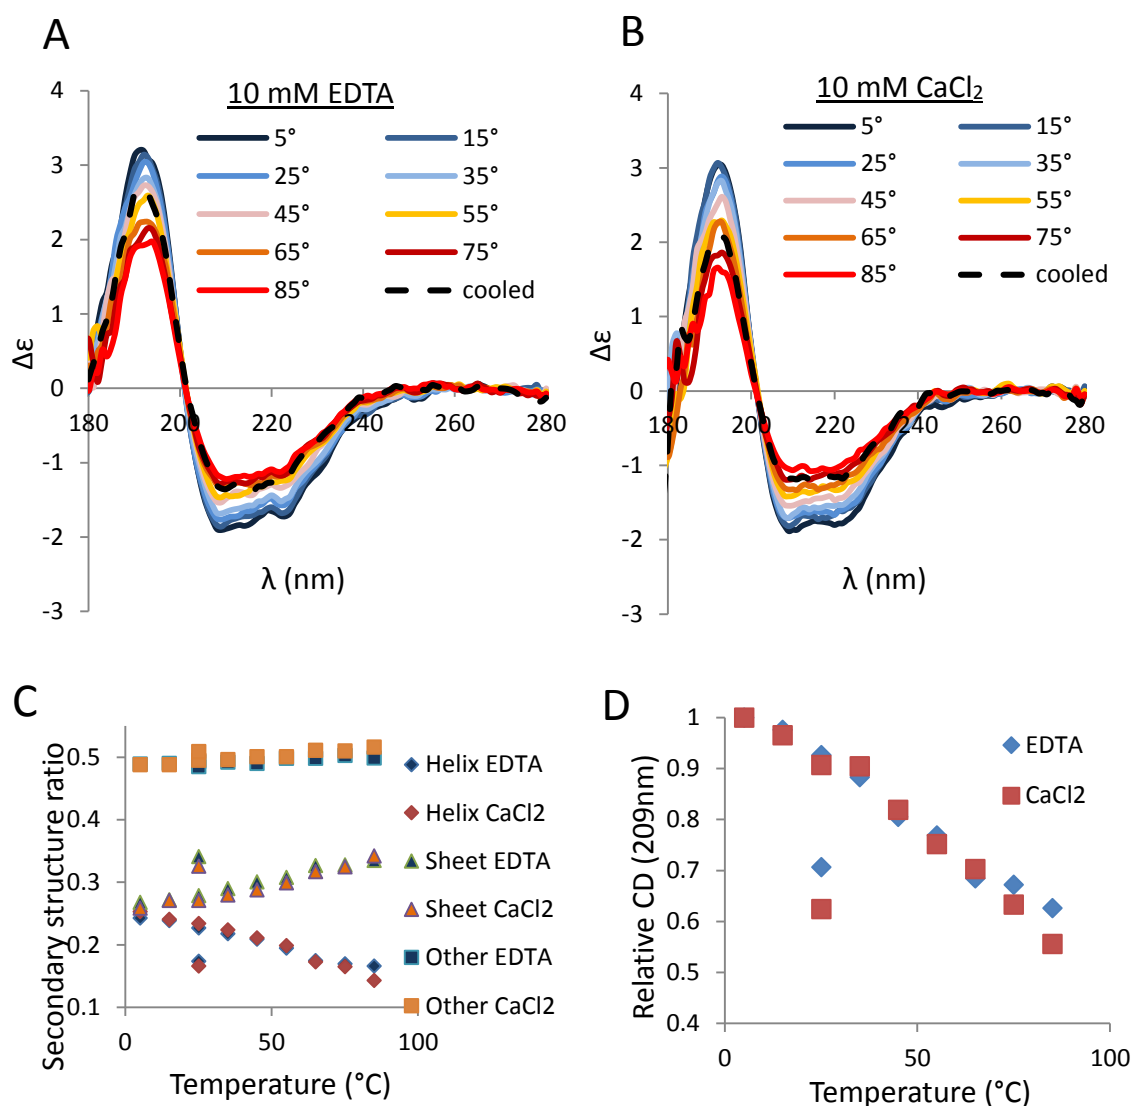 A
10 mM EDTA
5° 15°
25° 35°
45° 55°
65° 75°
85° cooled
4
3
2
1
0
-1
-2
-3
180 200 220 240 260 280
Δε
λ (nm)
B
10 mM CaCl₂
5° 15°
25° 35°
45° 55°
65° 75°
85° cooled
4
3
2
1
0
-1
-2
-3
180 200 220 240 260 280
Δε
λ (nm)
C
Secondary structure ratio
0.5
0.4
0.3
0.2
0.1
0 50 100
Temperature (°C)
Helix EDTA
Helix CaCl2
Sheet EDTA
Sheet CaCl2
Other EDTA
Other CaCl2
D
Relative CD (209nm)
1
0.9
0.8
0.7
0.6
0.5
0.4
0 50 100
Temperature (°C)
EDTA
CaCl2